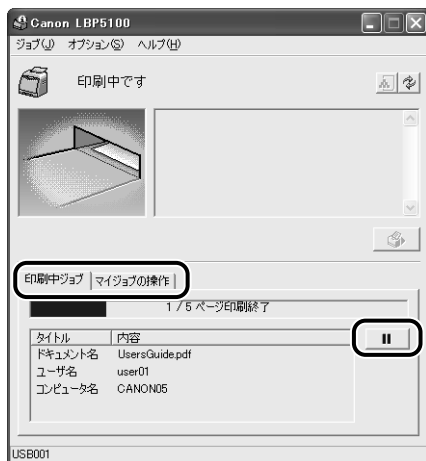 Canon LBP5100
ジョブ(J) オプション(S) ヘルプ(H)
印刷中です
印刷中ジョブ マイジョブの操作
1 / 5 ページ印刷終了
タイトル 内容
ドキュメント名 UsersGuide.pdf
ユーザ名 user01
コンピュータ名 CANON05
USB001